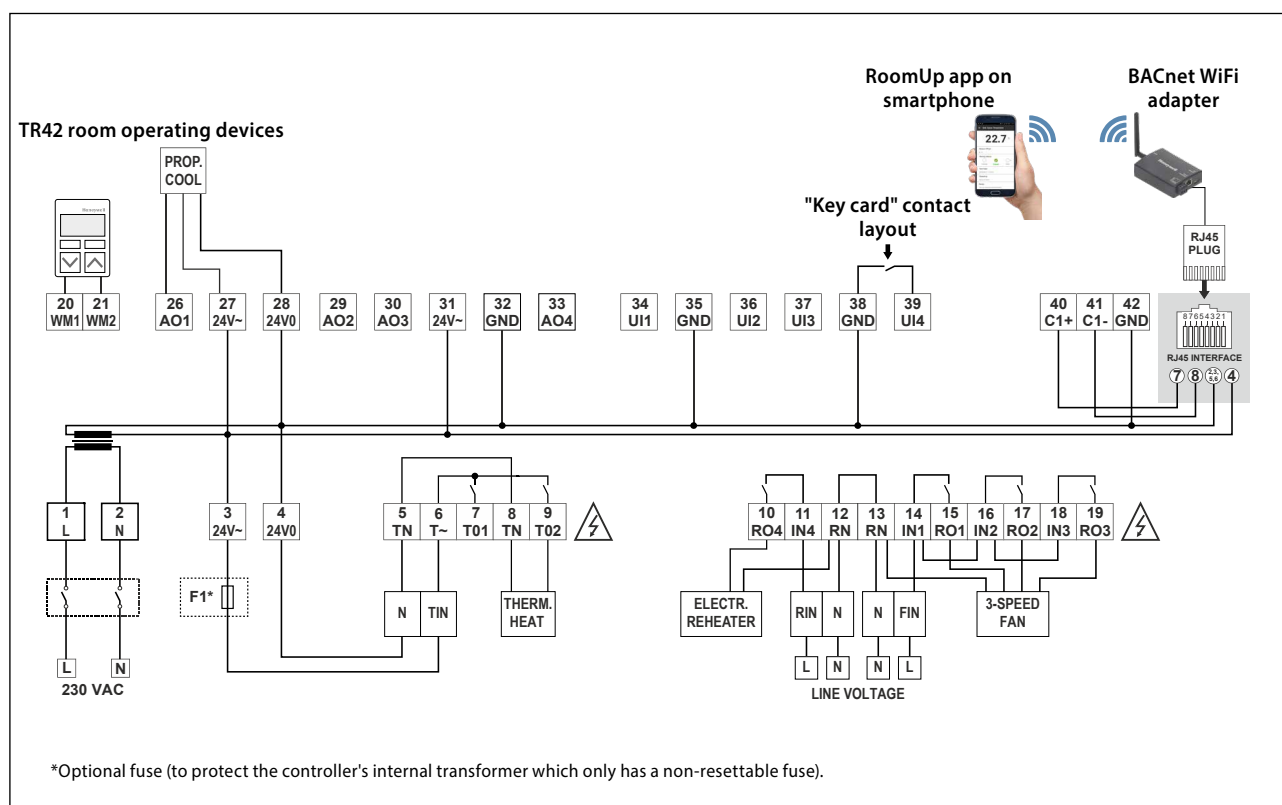 RoomUp app on
smartphone
BACnet WiFi
adapter
TR42 room operating devices
PROP.
COOL
22.7
Honeywell
"Key card" contact
layout
RJ45
PLUG
20
WM1
21
WM2
26
AO1
27
24V~
28
24V0
29
AO2
30
AO3
31
24V~
32
GND
33
AO4
34
UI1
35
GND
36
UI2
37
UI3
38
GND
39
UI4
40
C1+
41
C1-
42
GND
87654321
RJ45 INTERFACE
7
8
2,3,
5,6
4
1
L
2
N
3
24V~
4
24V0
5
TN
6
T~
7
T01
8
TN
9
T02
10
RO4
11
IN4
12
RN
13
RN
14
IN1
15
RO1
16
IN2
17
RO2
18
IN3
19
RO3
F1*
N
TIN
THERM.
HEAT
ELECTR.
REHEATER
RIN
N
N
FIN
3-SPEED
FAN
L
N
230 VAC
L
N
N
L
LINE VOLTAGE
*Optional fuse (to protect the controller's internal transformer which only has a non-resettable fuse).